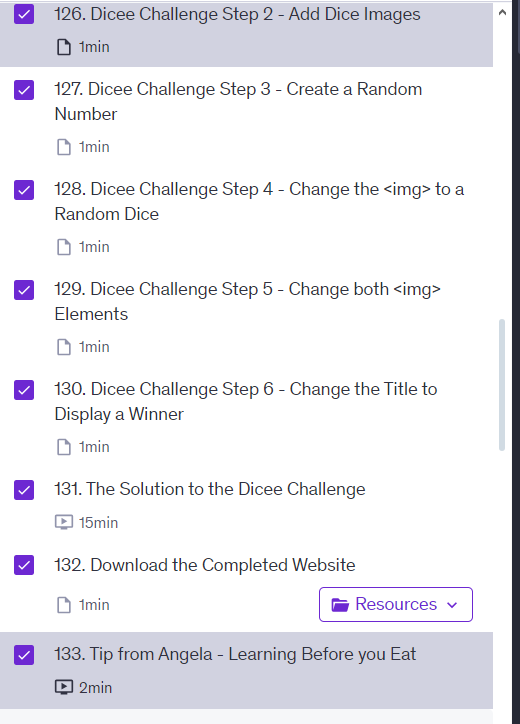 126. Dicee Challenge Step 2 - Add Dice Images
1min
127. Dicee Challenge Step 3 - Create a Random
Number
1min
128. Dicee Challenge Step 4 - Change the <img> to a
Random Dice
1min
129. Dicee Challenge Step 5 - Change both <img>
Elements
1min
130. Dicee Challenge Step 6 - Change the Title to
Display a Winner
1min
131. The Solution to the Dicee Challenge
15min
132. Download the Completed Website
1min
Resources
133. Tip from Angela - Learning Before you Eat
2min